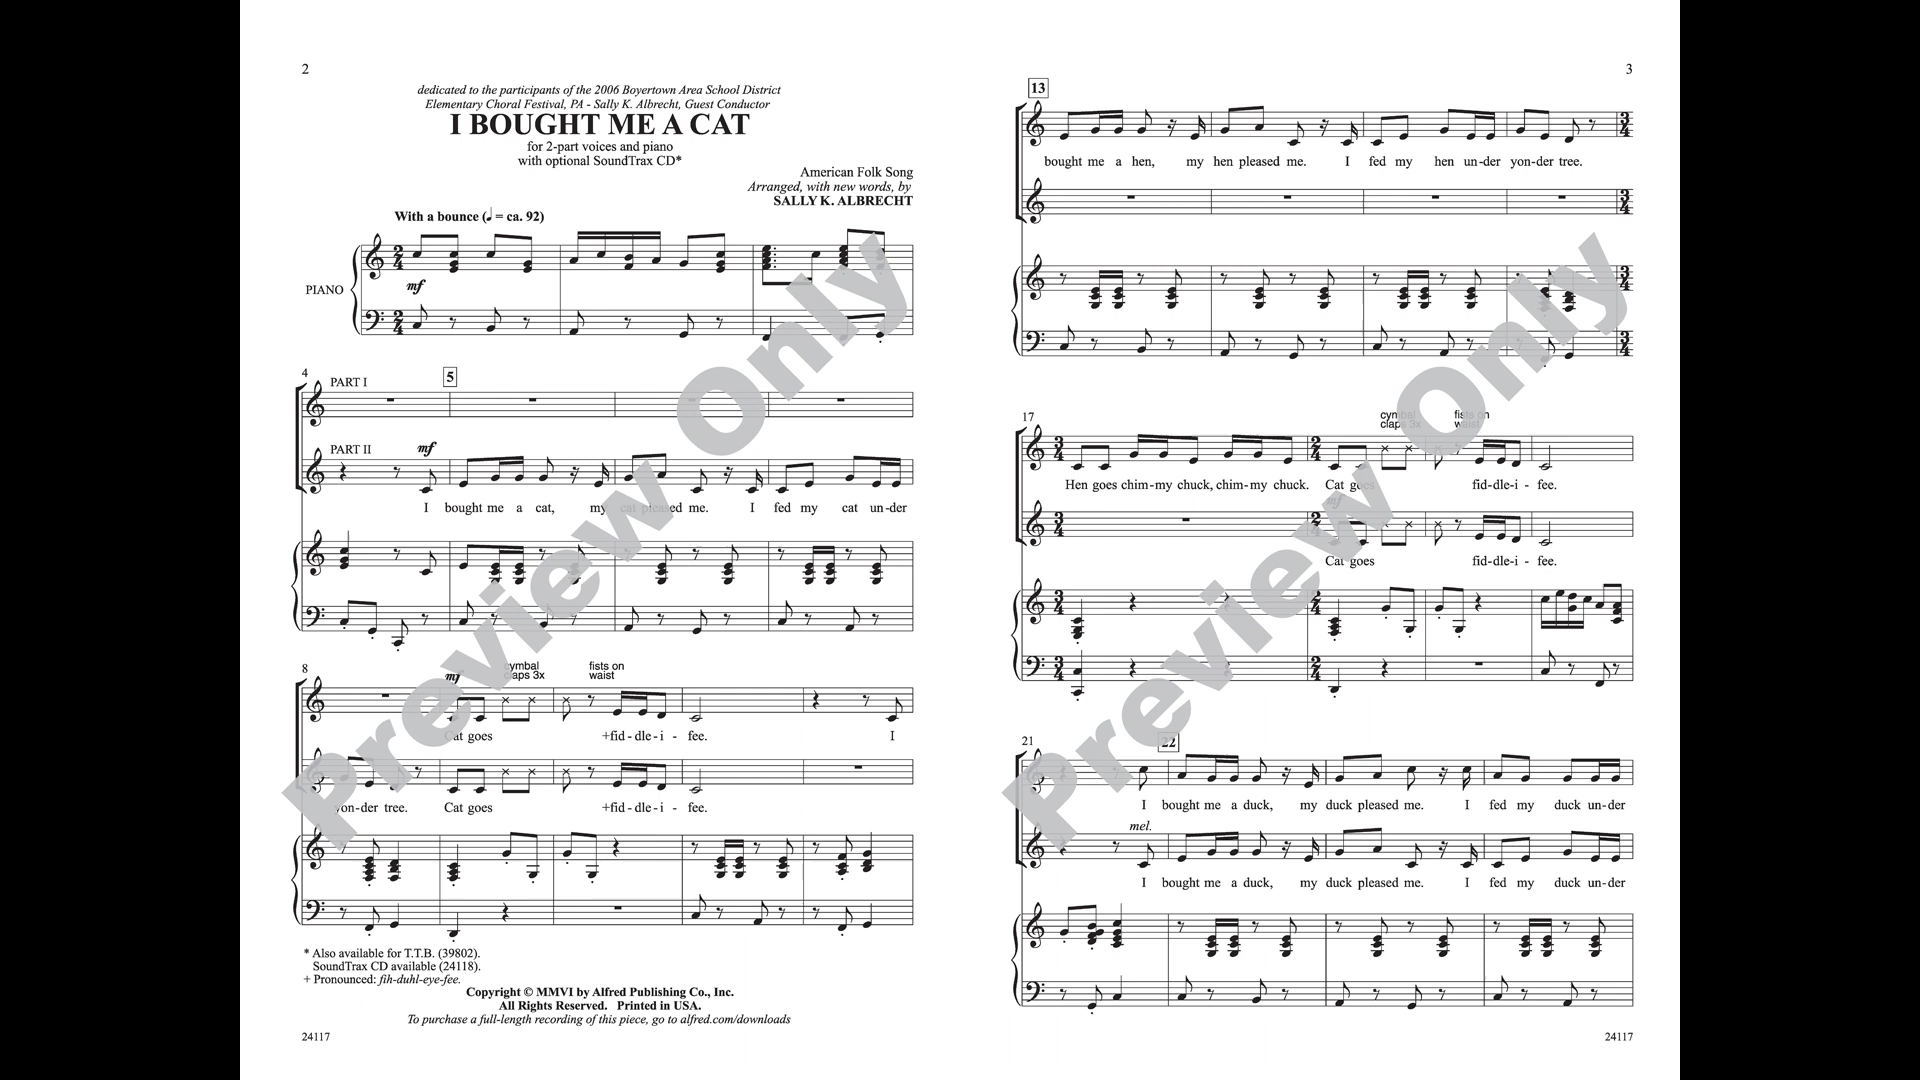 2
dedicated to the participants of the 2006 Boyertown Area School District
Elementary Choral Festival, PA - Sally K. Albrecht, Guest Conductor
I BOUGHT ME A CAT
for 2-part voices and piano
with optional SoundTrax CD*
American Folk Song
Arranged, with new words, by
SALLY K. ALBRECHT
With a bounce (♩ = ca. 92)
PIANO
mf
4
5
PART I
PART II
mf
I bought me a cat, my cat pleased me. I fed my cat un-der
8
mf
cymbal
claps 3x
fists on
waist
Cat goes +fid-dle-i - fee. I
yon-der tree. Cat goes +fid-dle-i - fee.
* Also available for T.T.B. (39802).
SoundTrax CD available (24118).
+ Pronounced: fih-duhl-eye-fee.
Copyright © MMVI by Alfred Publishing Co., Inc.
All Rights Reserved. Printed in USA.
To purchase a full-length recording of this piece, go to alfred.com/downloads
24117
Preview Only
3
13
bought me a hen, my hen pleased me. I fed my hen un-der yon-der tree.
17
cymbal
claps 3x
fists on
waist
Hen goes chim-my chuck, chim-my chuck. Cat goes fid-dle-i - fee.
mf
Cat goes fid-dle-i - fee.
21
22
I bought me a duck, my duck pleased me. I fed my duck un-der
mel.
I bought me a duck, my duck pleased me. I fed my duck un-der
24117
Preview Only